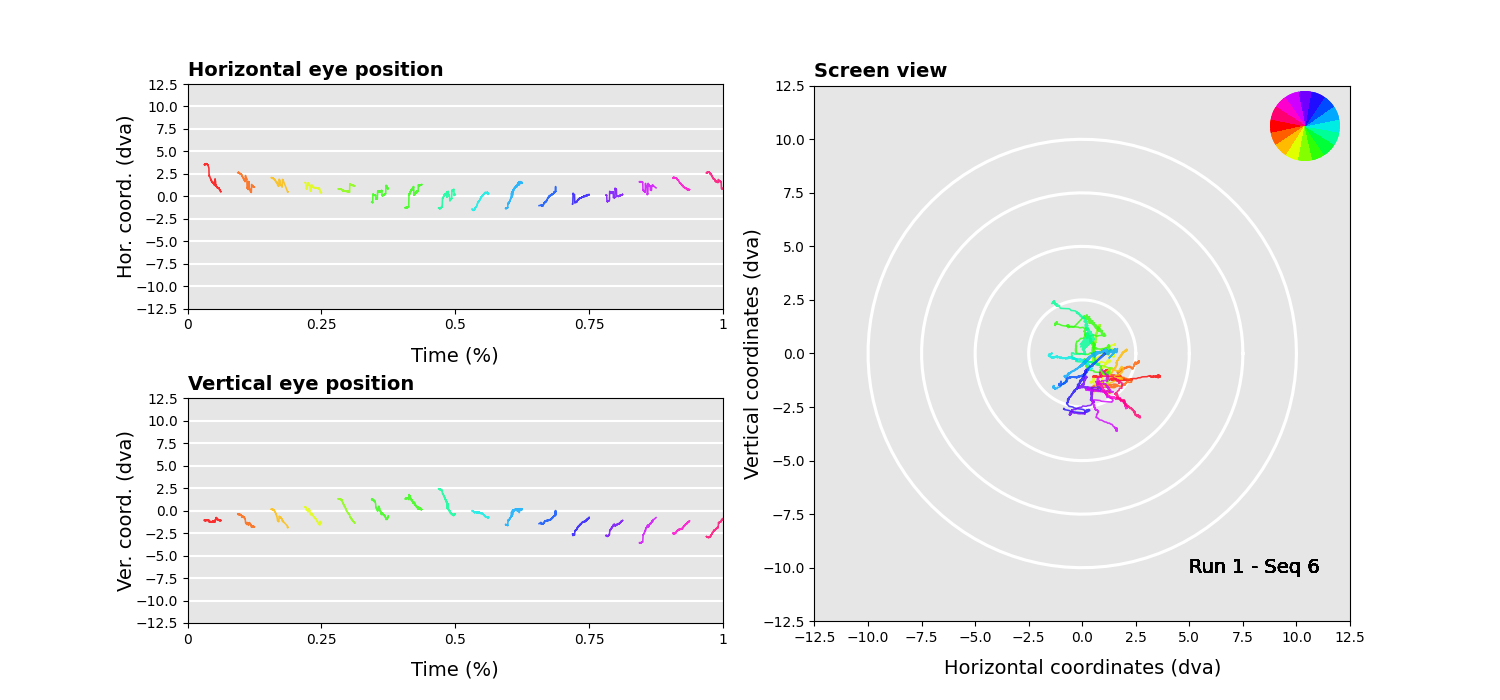 Horizontal eye position
Hor. coord. (dva)
12.5
10.0
7.5
5.0
2.5
0.0
−2.5
−5.0
−7.5
−10.0
−12.5
0 0.25 0.5 0.75 1
Time (%)
Vertical eye position
Ver. coord. (dva)
12.5
10.0
7.5
5.0
2.5
0.0
−2.5
−5.0
−7.5
−10.0
−12.5
0 0.25 0.5 0.75 1
Time (%)
Screen view
Vertical coordinates (dva)
12.5
10.0
7.5
5.0
2.5
0.0
−2.5
−5.0
−7.5
−10.0
−12.5
Run 1 - Seq 6
−12.5 −10.0 −7.5 −5.0 −2.5 0.0 2.5 5.0 7.5 10.0 12.5
Horizontal coordinates (dva)